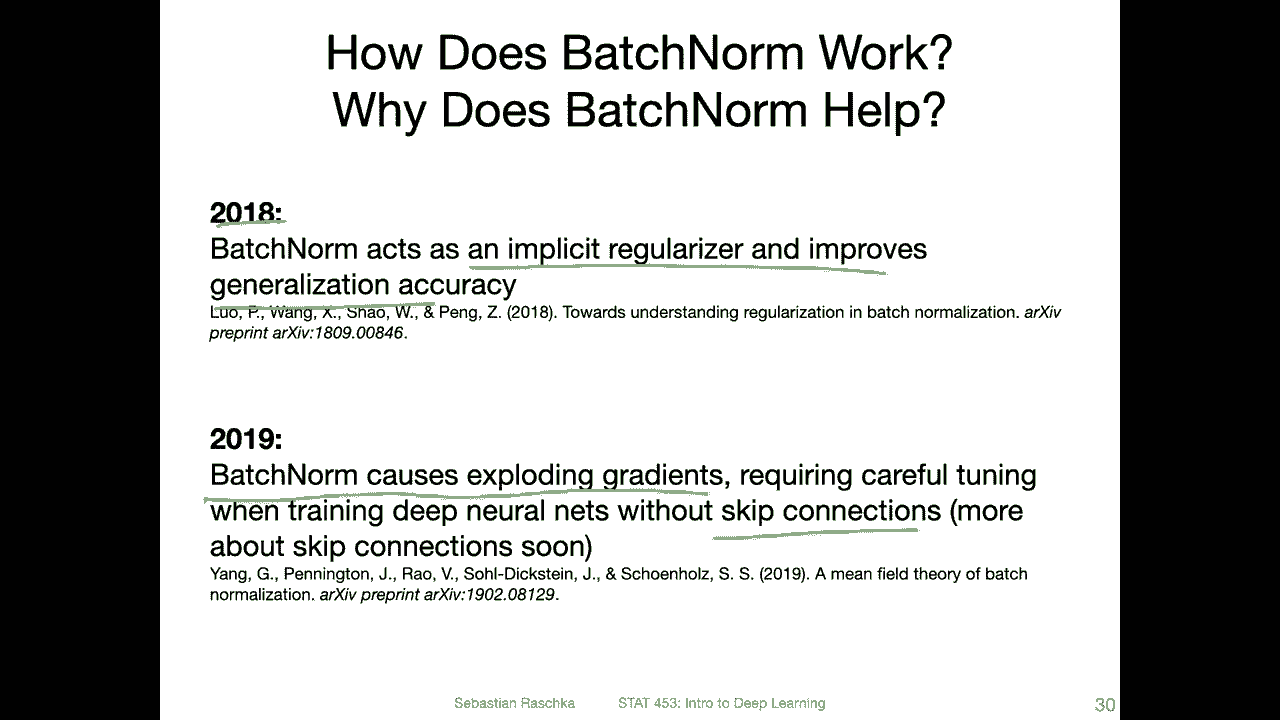 How Does BatchNorm Work?
Why Does BatchNorm Help?
2018:
BatchNorm acts as an implicit regularizer and improves
generalization accuracy
Luo, P., Wang, X., Shao, W., & Peng, Z. (2018). Towards understanding regularization in batch normalization. arXiv
preprint arXiv:1809.00846.
2019:
BatchNorm causes exploding gradients, requiring careful tuning
when training deep neural nets without skip connections (more
about skip connections soon)
Yang, G., Pennington, J., Rao, V., Sohl-Dickstein, J., & Schoenholz, S. S. (2019). A mean field theory of batch
normalization. arXiv preprint arXiv:1902.08129.
Sebastian Raschka STAT 453: Intro to Deep Learning 30